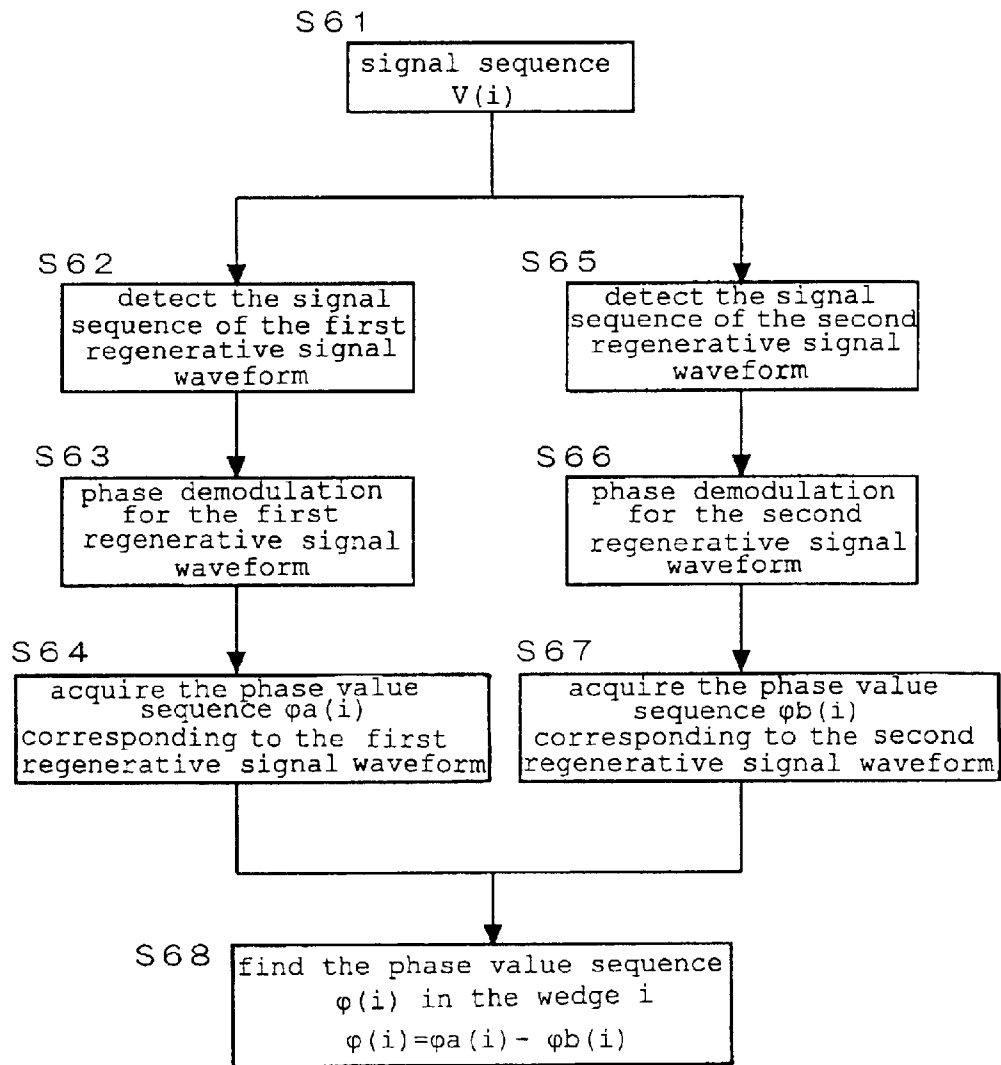 S61
signal sequence
V(i)
S62
detect the signal
sequence of the first
regenerative signal
waveform
S65
detect the signal
sequence of the second
regenerative signal
waveform
S63
phase demodulation
for the first
regenerative signal
waveform
S66
phase demodulation
for the second
regenerative signal
waveform
S64
acquire the phase value
sequence φa(i)
corresponding to the first
regenerative signal waveform
S67
acquire the phase value
sequence φb(i)
corresponding to the second
regenerative signal waveform
S68
find the phase value sequence
φ(i) in the wedge i
φ(i)=φa(i)- φb(i)